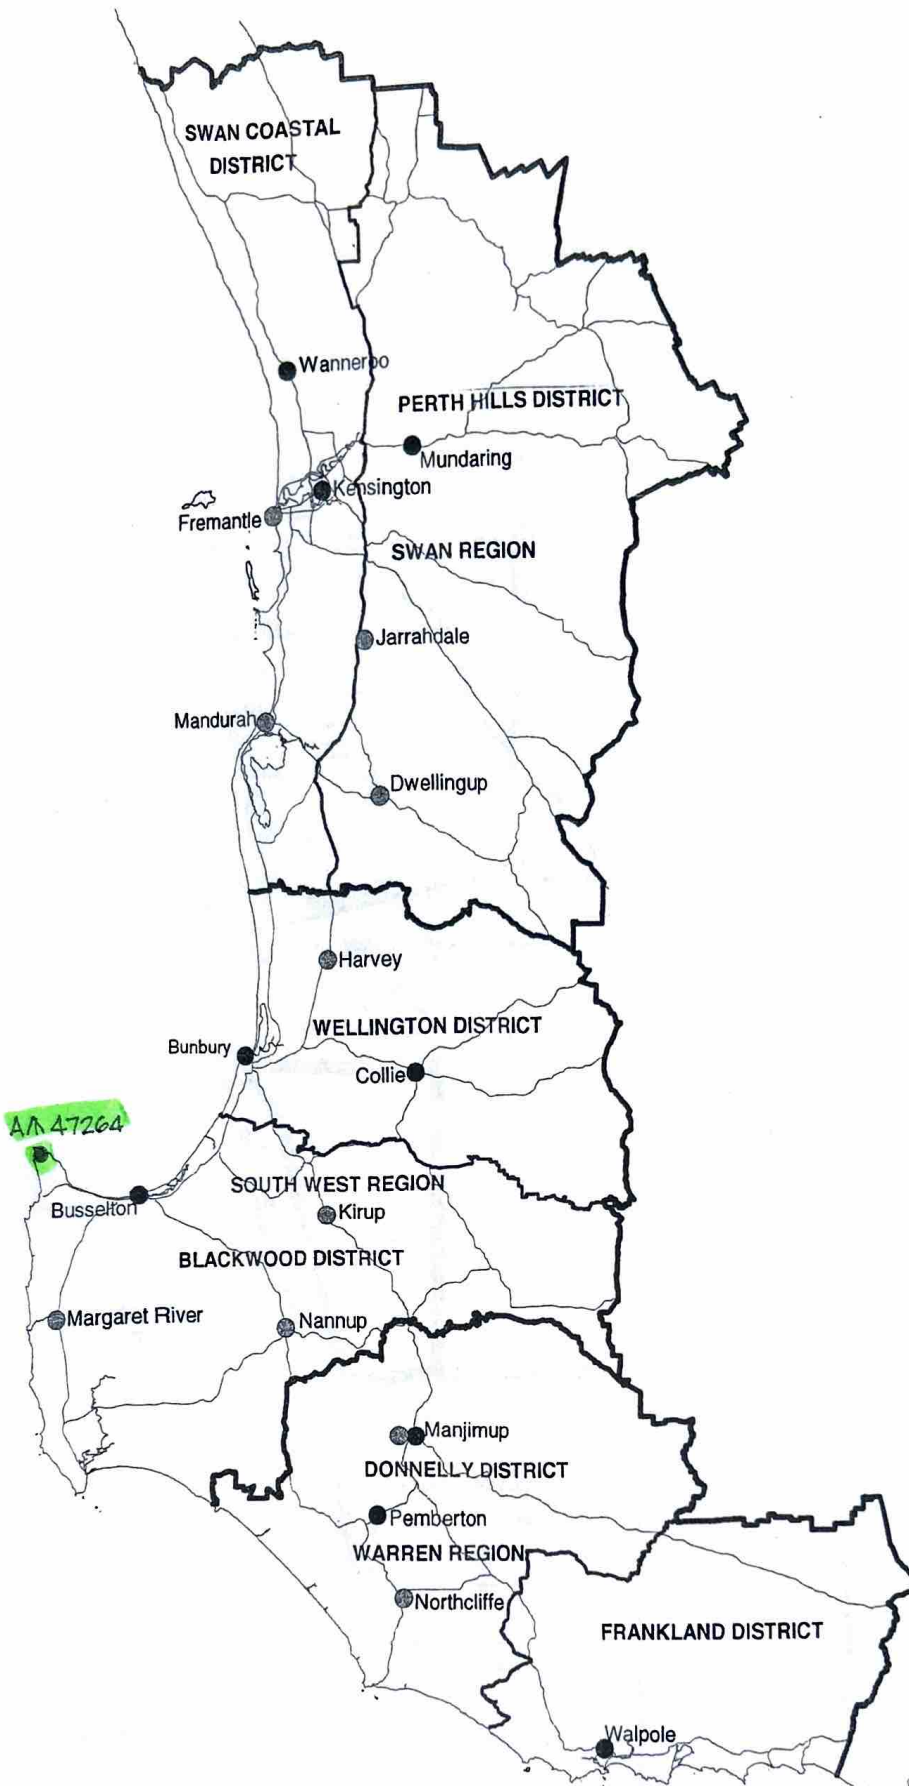 SWAN COASTAL
DISTRICT
Wanneroo
PERTH HILLS DISTRICT
Mundaring
Kensington
Fremantle
SWAN REGION
Jarrahdale
Mandurah
Dwellingup
Harvey
WELLINGTON DISTRICT
Bunbury
Collie
A/A 47264
SOUTH WEST REGION
Busselton
Kirup
BLACKWOOD DISTRICT
Margaret River
Nannup
Manjimup
DONNELLY DISTRICT
Pemberton
WARREN REGION
Northcliffe
FRANKLAND DISTRICT
Walpole